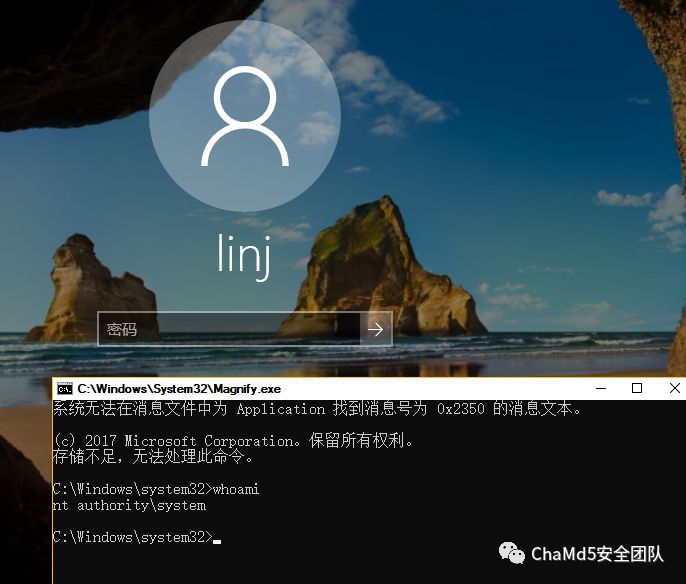 linj
密码
C:\Windows\System32\Magnify.exe
系统无法在消息文件中为 Application 找到消息号为 0x2350 的消息文本。
(c) 2017 Microsoft Corporation。保留所有权利。
存储不足，无法处理此命令。
C:\Windows\system32>whoami
nt authority\system
C:\Windows\system32>
ChaMd5安全团队